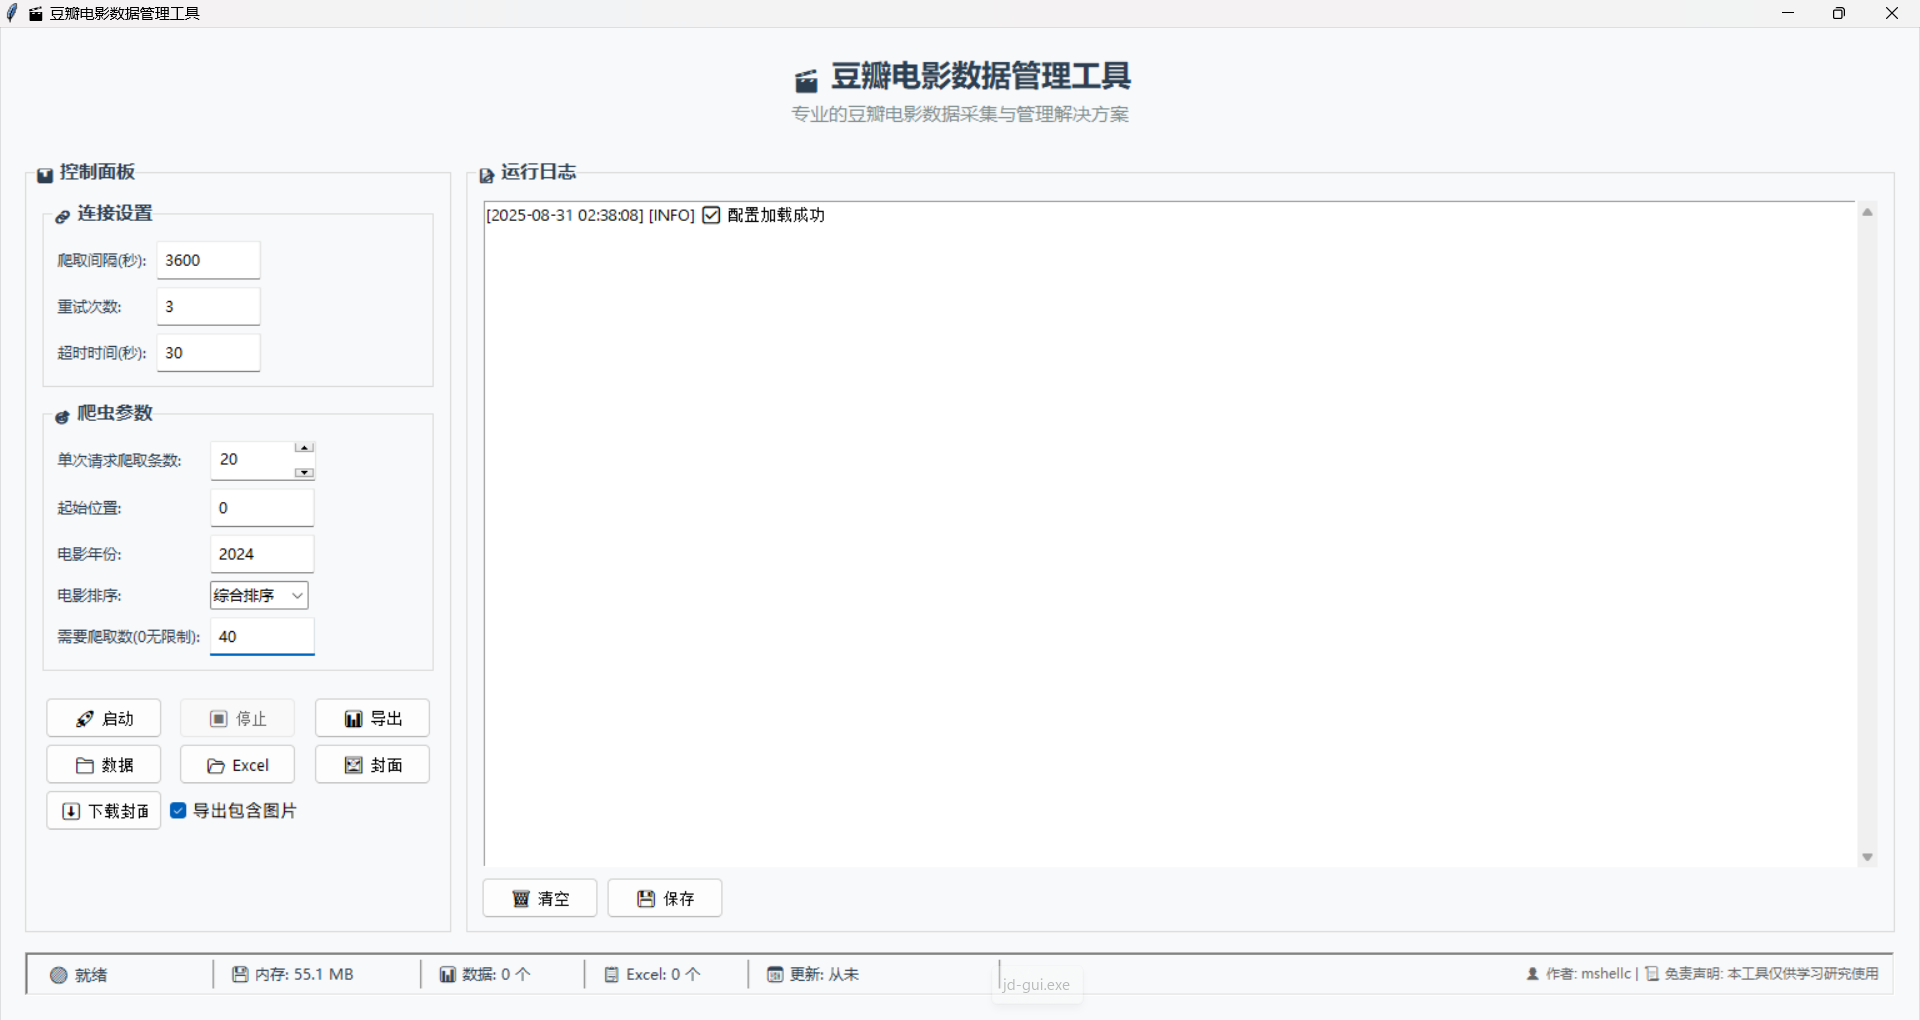 豆瓣电影数据管理工具
豆瓣电影数据管理工具
专业的豆瓣电影数据采集与管理解决方案
控制面板
连接设置
爬取间隔(秒): 3600
重试次数: 3
超时时间(秒): 30
爬虫参数
单次请求爬取条数: 20
起始位置: 0
电影年份: 2024
电影排序: 综合排序
需要爬取数(0无限制): 40
启动 停止 导出
数据 Excel 封面
下载封面 导出包含图片
运行日志
[2025-08-31 02:38:08] [INFO] ☑ 配置加载成功
清空 保存
就绪 内存: 55.1 MB 数据: 0 个 Excel: 0 个 更新: 从未 jd-gui.exe 作者: mshellc | 免责声明: 本工具仅供学习研究使用